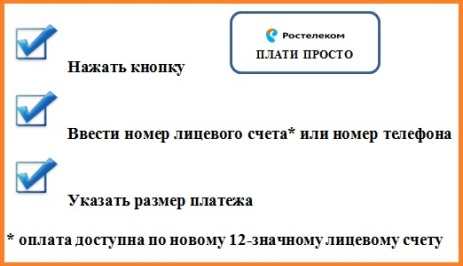 Ростелеком
ПЛАТИ ПРОСТО
Нажать кнопку
Ввести номер лицевого счета* или номер телефона
Указать размер платежа
* оплата доступна по новому 12-значному лицевому счету